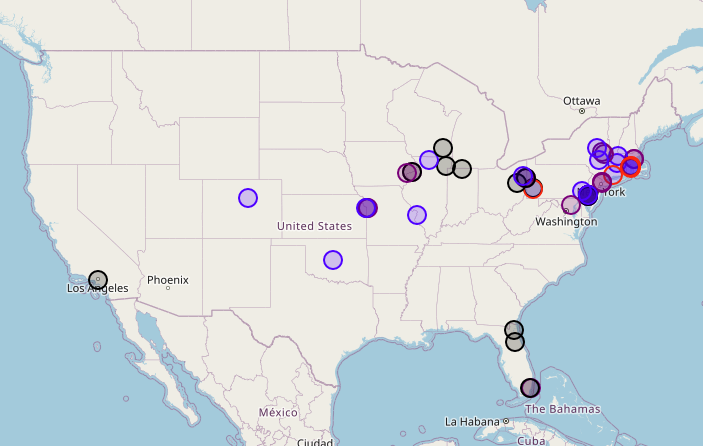 Ottawa
York
Washington
United States
Los Angeles
Phoenix
México
The Bahamas
La Habana
Cuba
Ciudad